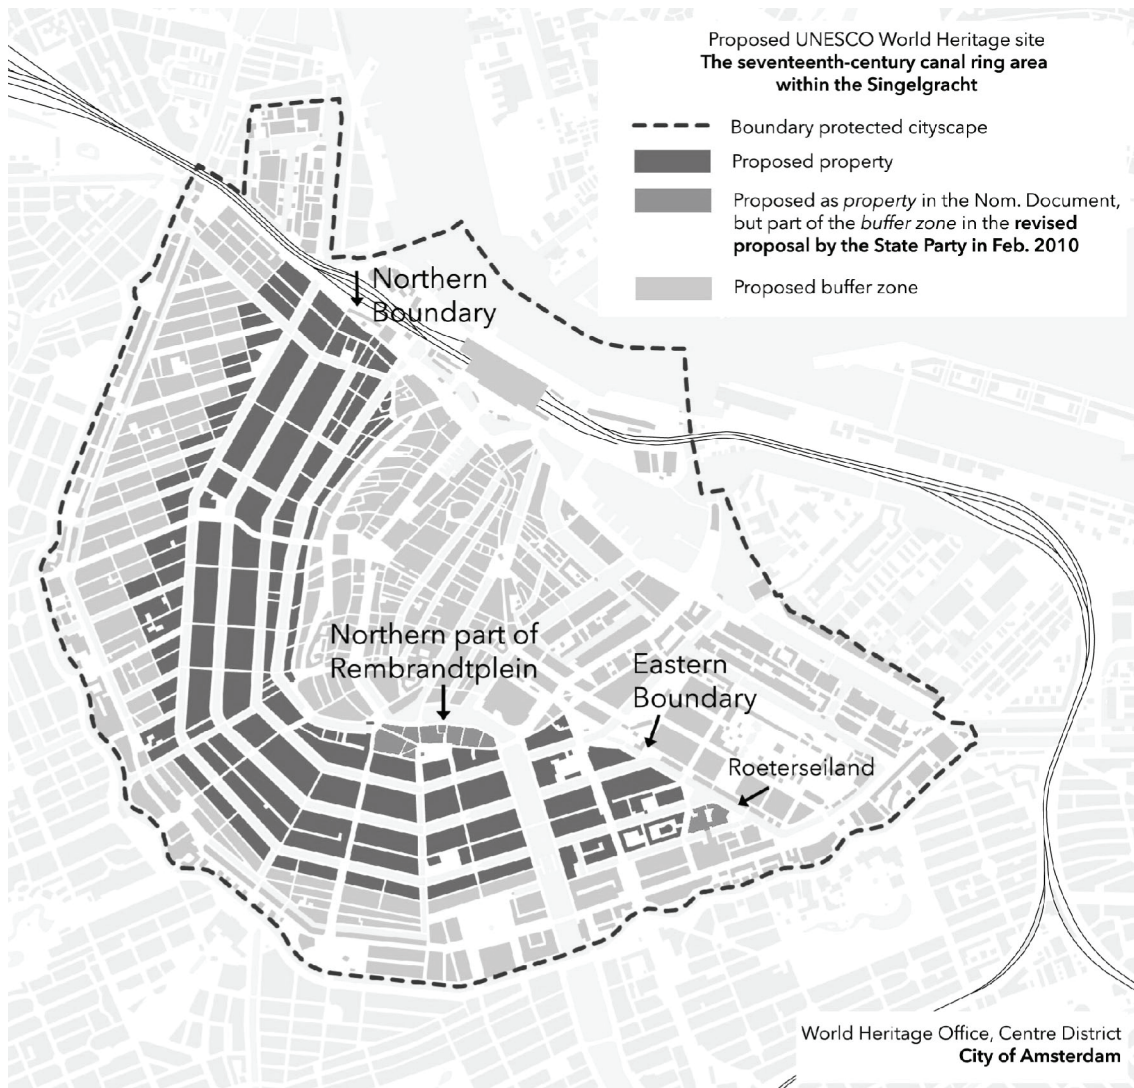 Proposed UNESCO World Heritage site
The seventeenth-century canal ring area
within the Singelgracht
Boundary protected cityscape
Proposed property
Proposed as property in the Nom. Document,
but part of the buffer zone in the revised
proposal by the State Party in Feb. 2010
Proposed buffer zone
Northern
Boundary
Northern part of
Rembrandtplein
Eastern
Boundary
Roeterseiland
World Heritage Office, Centre District
City of Amsterdam